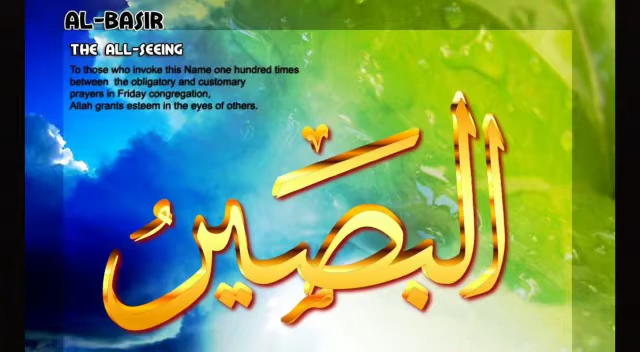 AL-BASIR
THE ALL-SEEING
To those who invoke this Name one hundred times
between the obligatory and customary
prayers in Friday congregation,
Allah grants esteem in the eyes of others.
البَصِيرُ